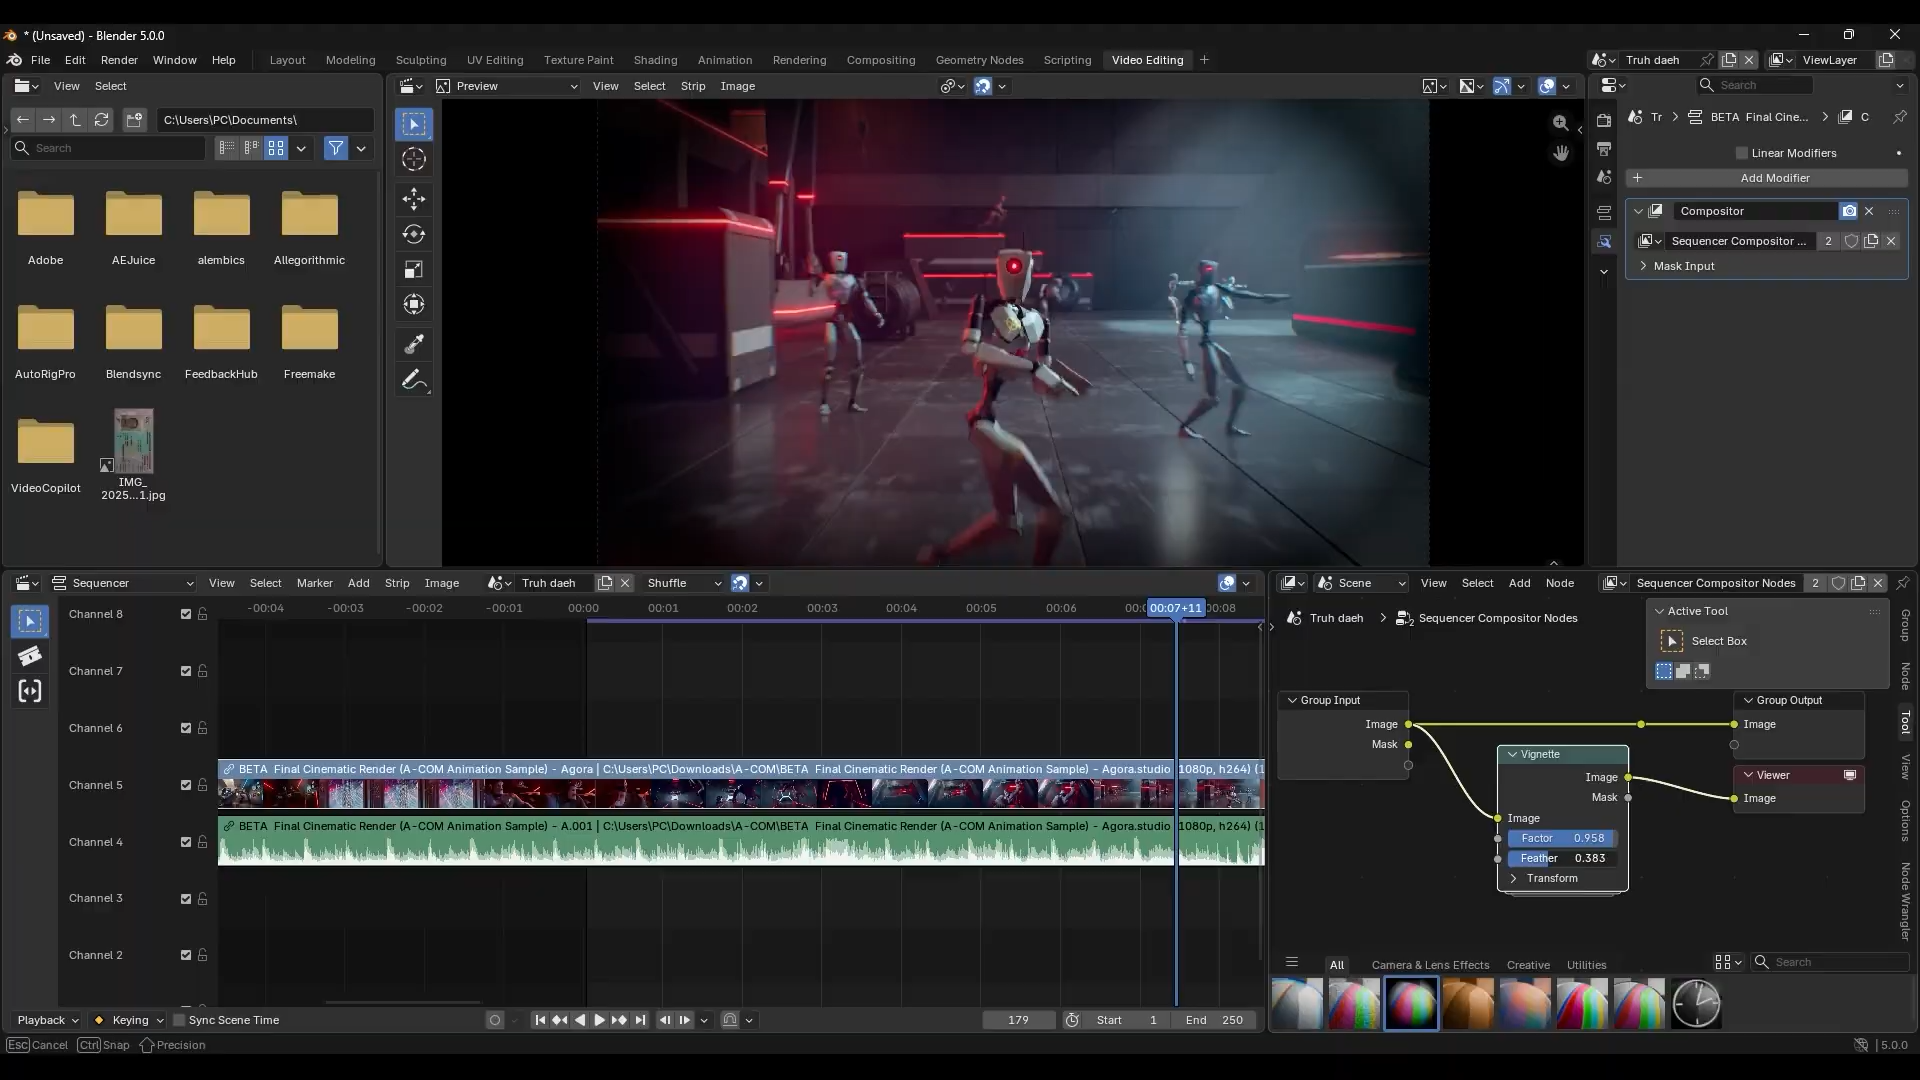 * (Unsaved) - Blender 5.0.0
File Edit Render Window Help
Layout Modeling Sculpting UV Editing Texture Paint Shading Animation Rendering Compositing Geometry Nodes Scripting Video Editing +
Truh daeh
ViewLayer
View Select
Preview
View Select Strip Image
Search
C:\Users\PC\Documents\
Search
Tr > BETA Final Cine... > C
Linear Modifiers
Add Modifier
Compositor
Sequencer Compositor ... 2
Mask Input
Adobe
AEJuice
alembics
Allegorithmic
AutoRigPro
Blendsync
FeedbackHub
Freemake
VideoCopilot
IMG_
2025...1.jpg
Sequencer
View Select Marker Add Strip Image
Truh daeh
Shuffle
Scene
View Select Add Node
Sequencer Compositor Nodes 2
-00:04 -00:03 -00:02 -00:01 00:00 00:01 00:02 00:03 00:04 00:05 00:06 00:07+11 00:08
Channel 8
Channel 7
Channel 6
Channel 5
Channel 4
Channel 3
Channel 2
BETA Final Cinematic Render (A-COM Animation Sample) - Agora | C:\Users\PC\Downloads\A-COM\BETA Final Cinematic Render (A-COM Animation Sample) - Agora.studio 1080p, h264) (1
BETA Final Cinematic Render (A-COM Animation Sample) - A.001 | C:\Users\PC\Downloads\A-COM\BETA Final Cinematic Render (A-COM Animation Sample) - Agora.studio 1080p, h264) (1
Truh daeh > Sequencer Compositor Nodes
Active Tool
Select Box
Group
Node
Tool
View
Options
Node Wrangler
Group Input
Image
Mask
Vignette
Image
Mask
Image
Factor 0.958
Feather 0.383
Transform
Group Output
Image
Viewer
Image
All Camera & Lens Effects Creative Utilities
Search
Playback Keying Sync Scene Time
179
Start 1
End 250
Esc Cancel Ctrl Snap Precision
5.0.0